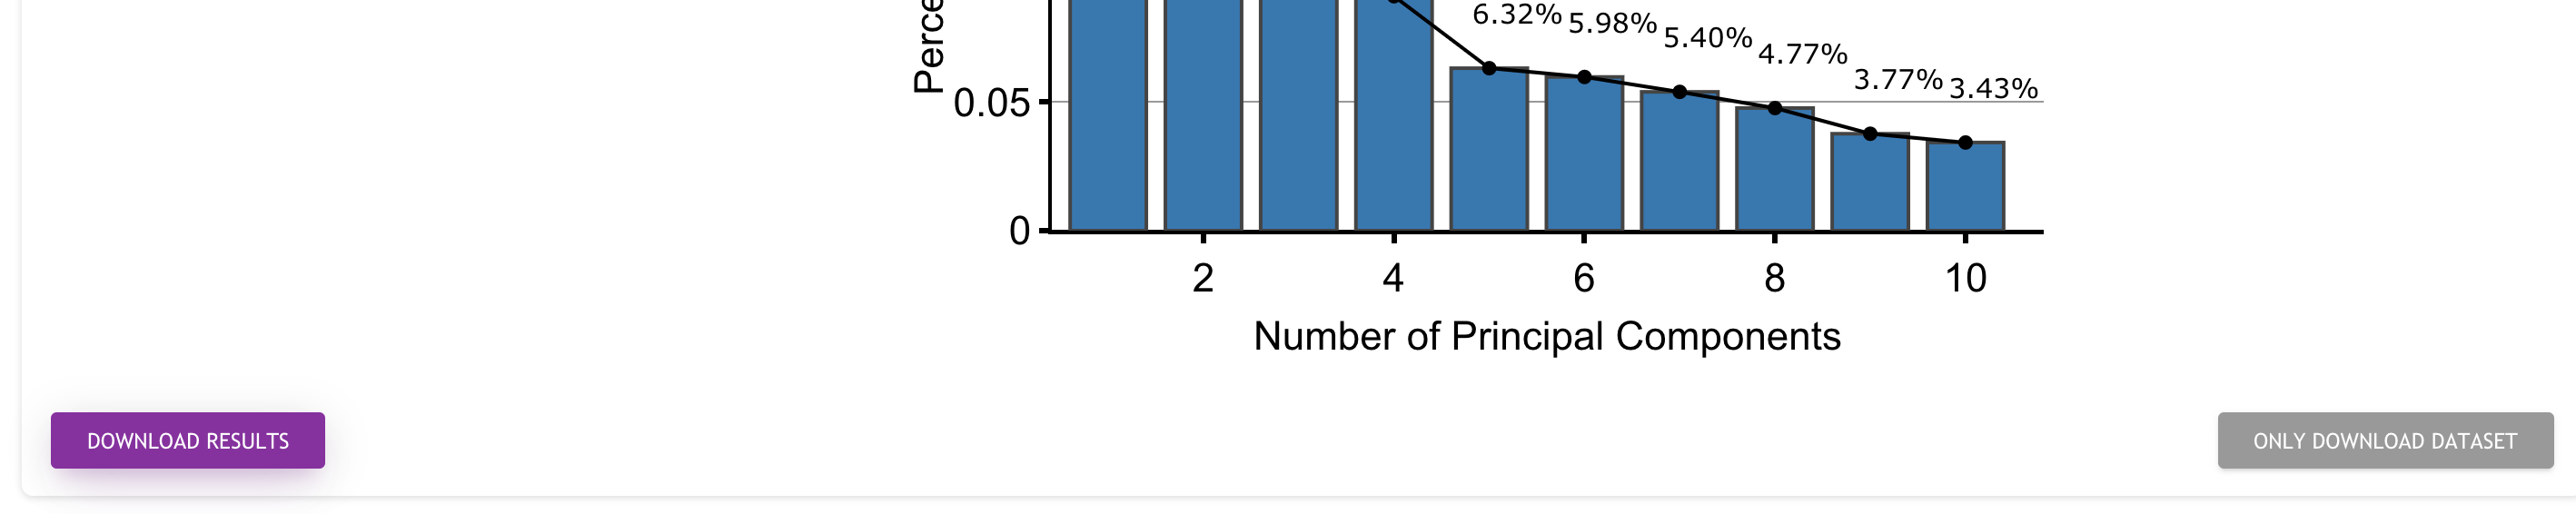 Perce
6.32% 5.98% 5.40% 4.77% 3.77% 3.43%
0.05
0
2 4 6 8 10
Number of Principal Components
DOWNLOAD RESULTS
ONLY DOWNLOAD DATASET